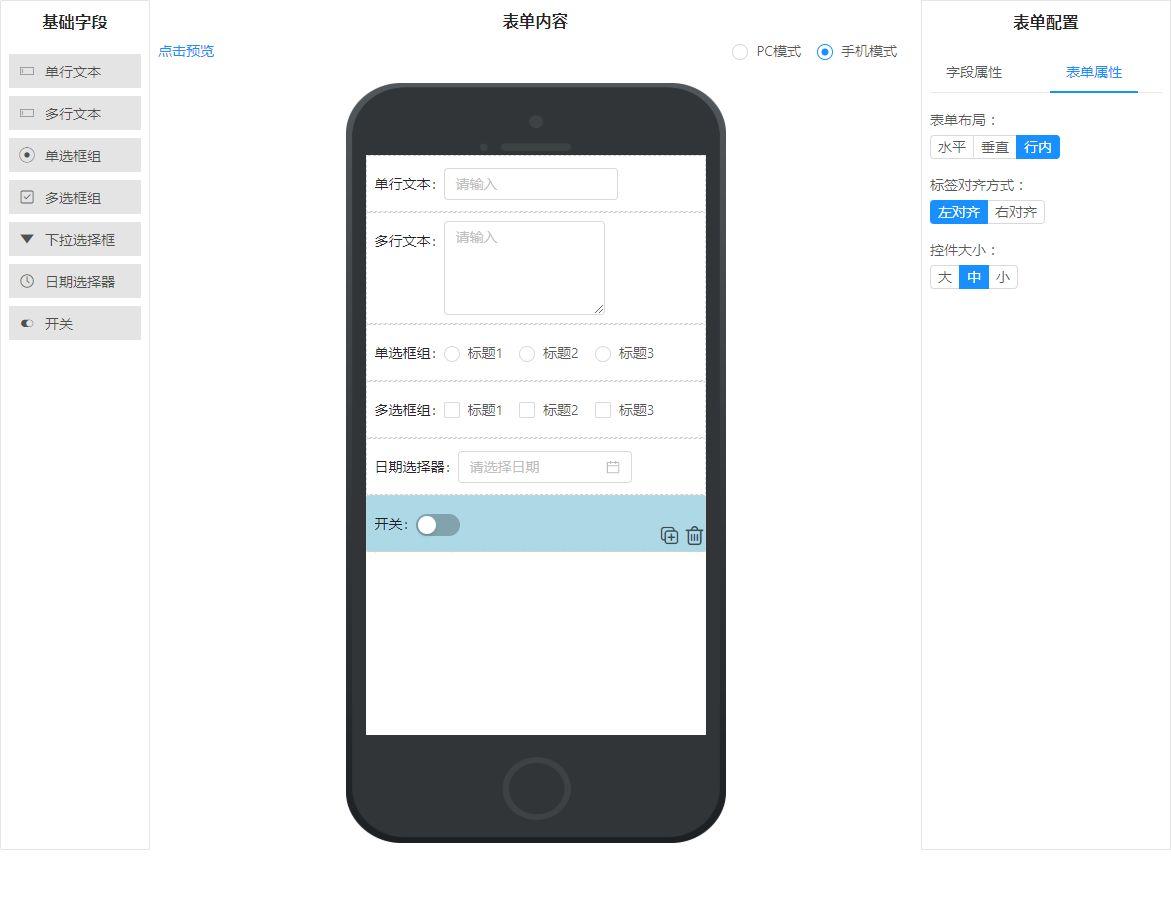 基础字段
单行文本
多行文本
单选框组
多选框组
下拉选择框
日期选择器
开关
表单内容
点击预览
PC模式 手机模式
单行文本: 请输入
多行文本: 请输入
单选框组: 标题1 标题2 标题3
多选框组: 标题1 标题2 标题3
日期选择器: 请选择日期
开关:
表单配置
字段属性 表单属性
表单布局：
水平 垂直 行内
标签对齐方式：
左对齐 右对齐
控件大小：
大 中 小